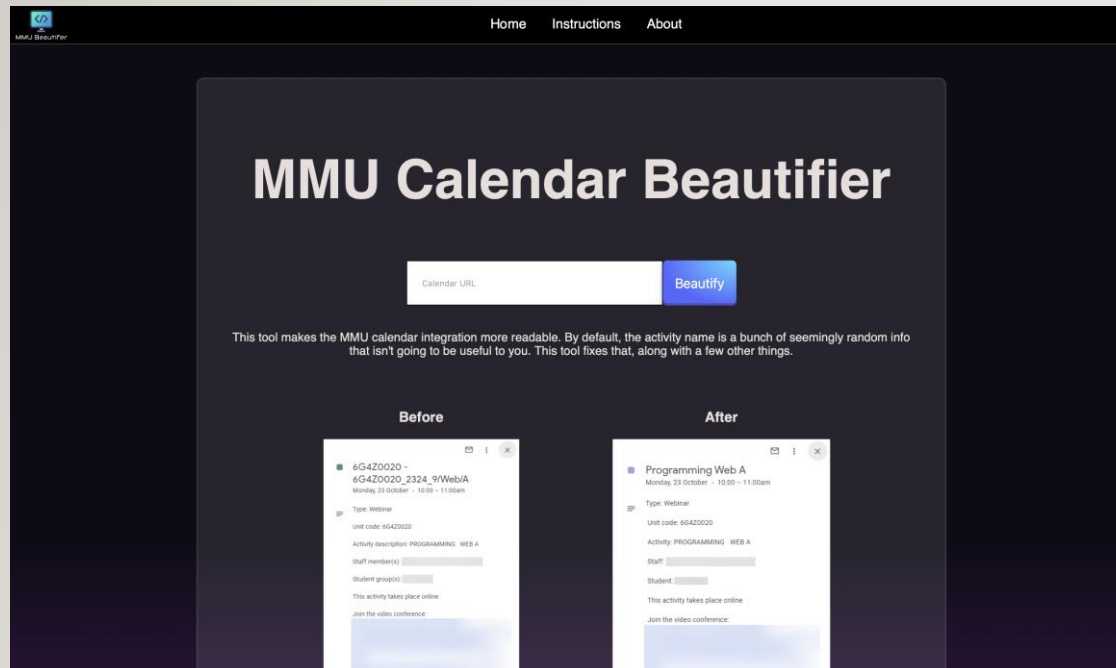 MMU Beautifer
Home Instructions About
MMU Calendar Beautifier
Calendar URL
Beautify
This tool makes the MMU calendar integration more readable. By default, the activity name is a bunch of seemingly random info
that isn't going to be useful to you. This tool fixes that, along with a few other things.
Before
6G4Z0020 -
6G4Z0020_2324_9/Web/A
Monday, 23 October • 10:00 – 11:00am
Type: Webinar
Unit code: 6G4Z0020
Activity description: PROGRAMMING WEB A
Staff member(s):
Student group(s):
This activity takes place online
Join the video conference:
After
Programming Web A
Monday, 23 October • 10:00 – 11:00am
Type: Webinar
Unit code: 6G4Z0020
Activity: PROGRAMMING WEB A
Staff:
Student:
This activity takes place online
Join the video conference: